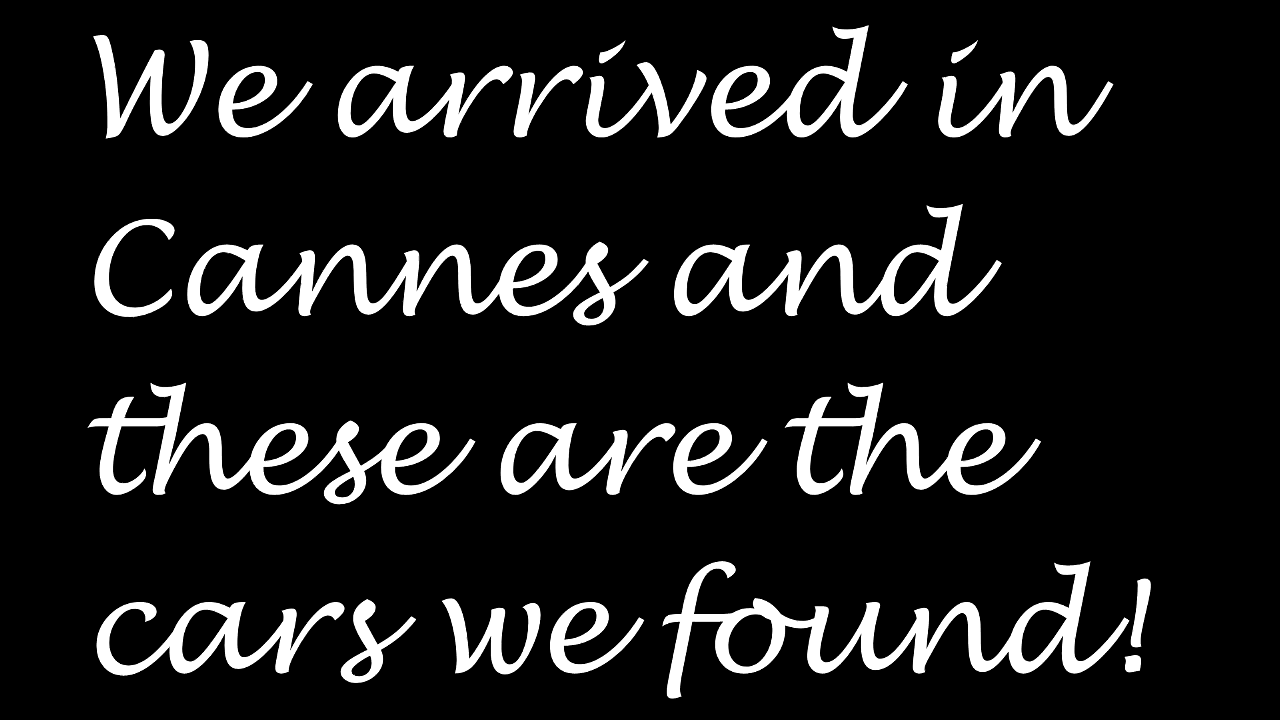 We arrived in
Cannes and
these are the
cars we found!